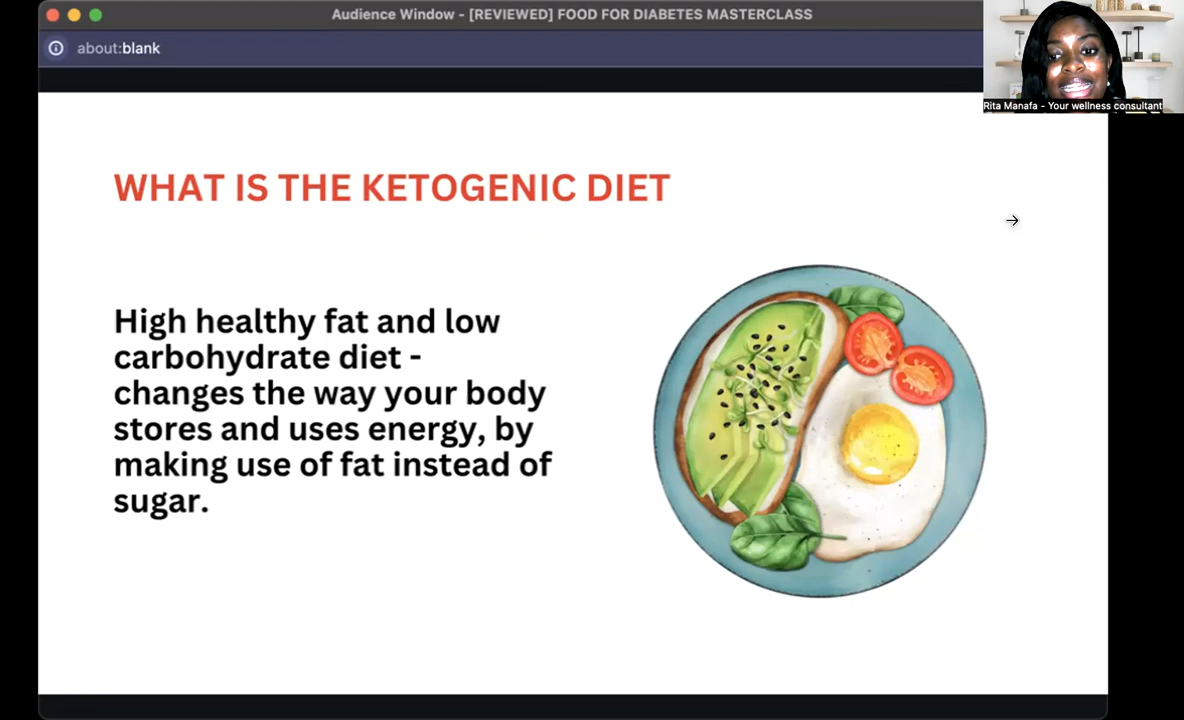 Audience Window - [REVIEWED] FOOD FOR DIABETES MASTERCLASS
about:blank
Rita Manafa - Your wellness consultant
WHAT IS THE KETOGENIC DIET
High healthy fat and low
carbohydrate diet -
changes the way your body
stores and uses energy, by
making use of fat instead of
sugar.